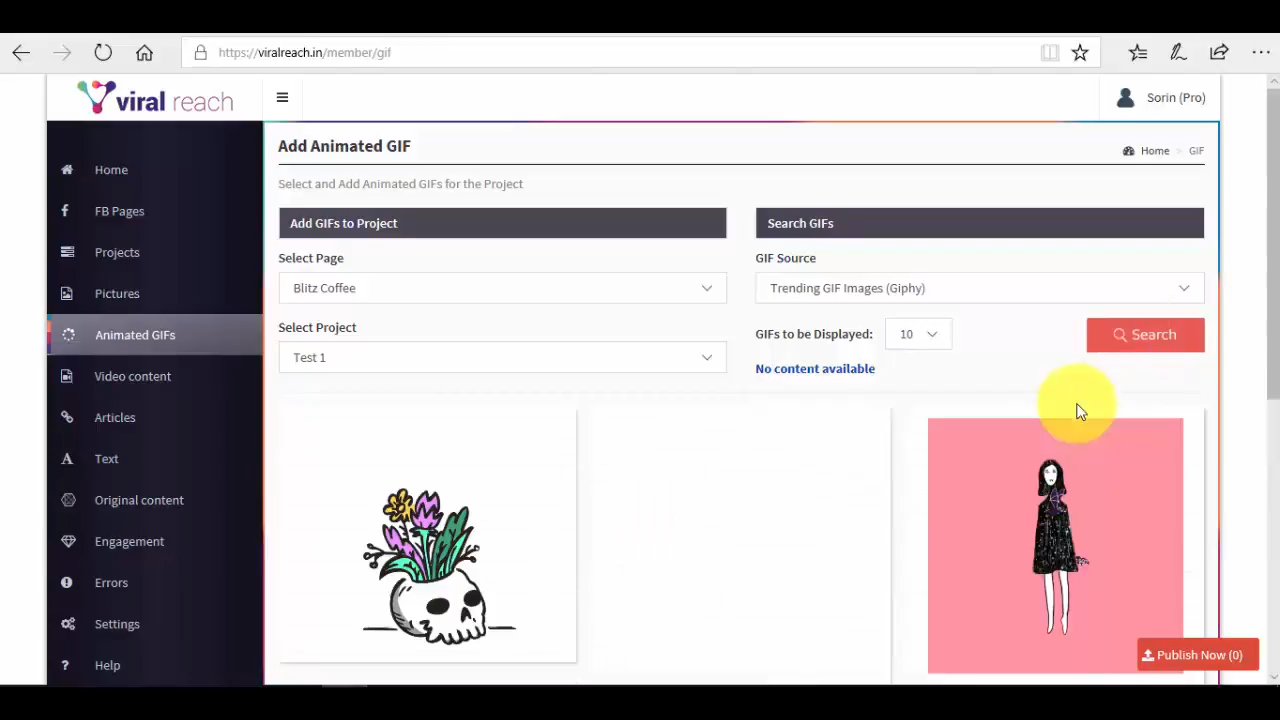 https://viralreach.in/member/gif
viral reach
Sorin (Pro)
Home
FB Pages
Projects
Pictures
Animated GIFs
Video content
Articles
Text
Original content
Engagement
Errors
Settings
Help
Add Animated GIF
Home > GIF
Select and Add Animated GIFs for the Project
Add GIFs to Project
Select Page
Blitz Coffee
Select Project
Test 1
Search GIFs
GIF Source
Trending GIF Images (Giphy)
GIFs to be Displayed: 10
Search
No content available
Publish Now (0)